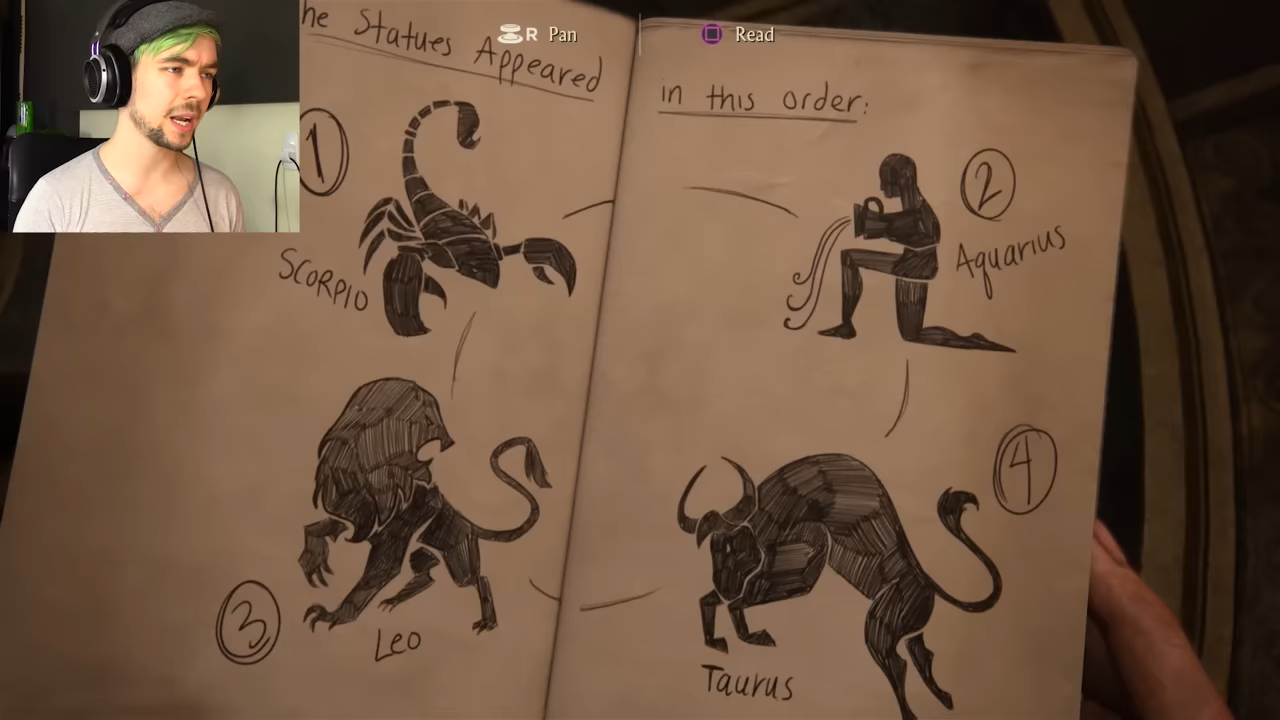 R Pan
Read
he Statues Appeared
in this order:
1
SCORPIO
2
Aquarius
3
Leo
4
Taurus